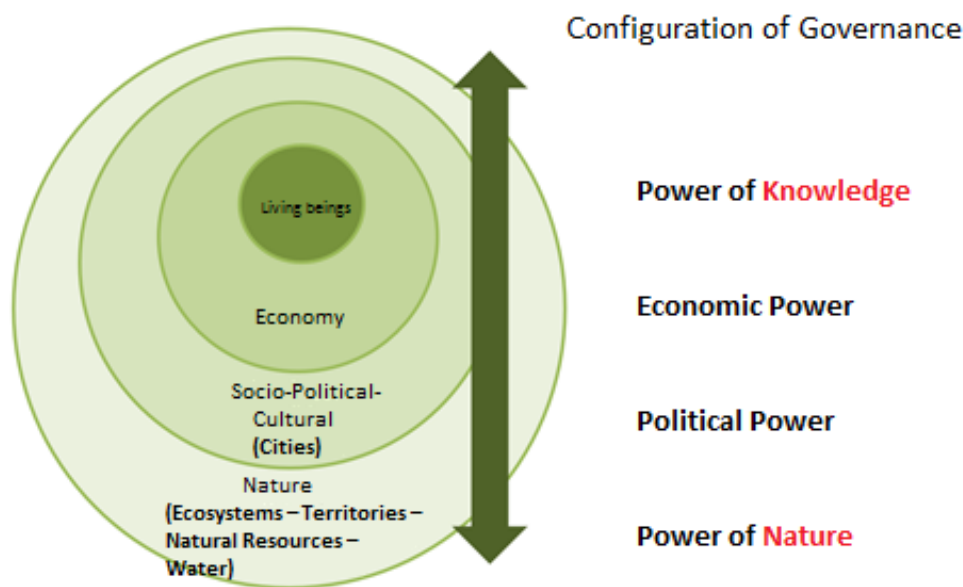 Configuration of Governance
Living beings
Economy
Socio-Political-
Cultural
(Cities)
Nature
(Ecosystems – Territories –
Natural Resources –
Water)
Power of Knowledge
Economic Power
Political Power
Power of Nature